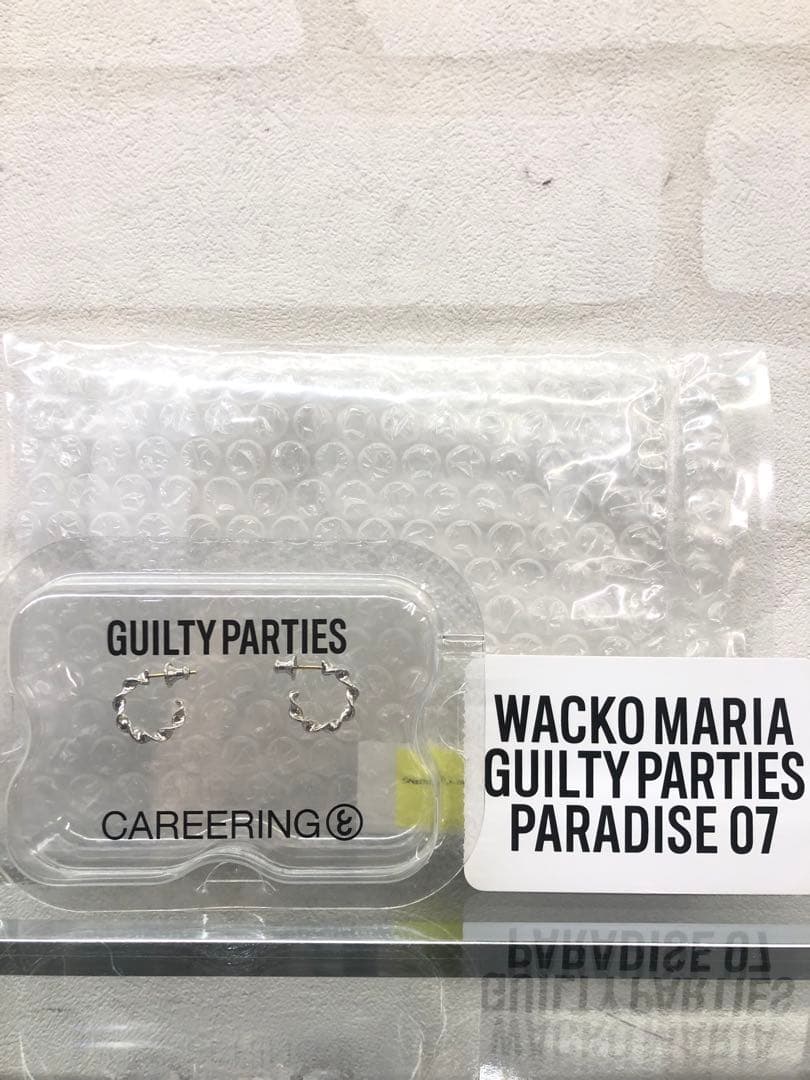 GUILTY PARTIES
CAREERING
WACKO MARIA
GUILTY PARTIES
PARADISE 07